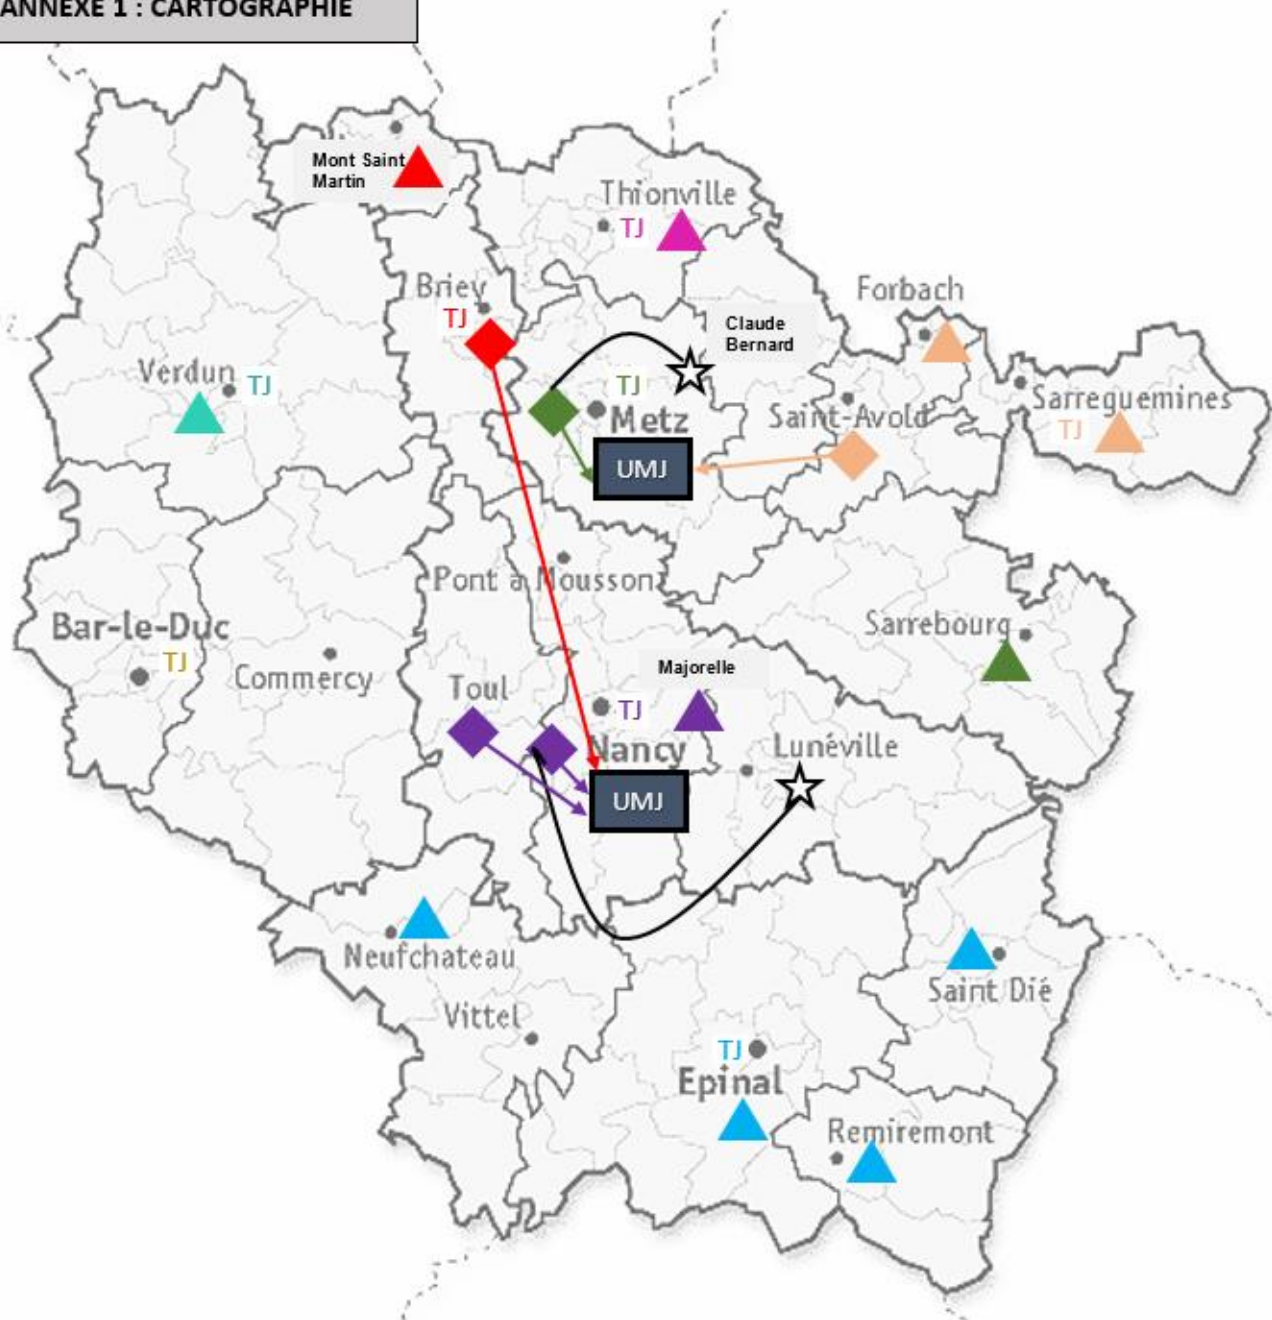 ANNEXE 1 : CARTOGRAPHIE
Mont Saint
Martin
Thionville
TJ
Briey
TJ
Forbach
Claude
Bernard
Verdun
TJ
TJ
Metz
Saint-Avold
Sarreguemines
TJ
UMJ
Pont à Mousson
Bar-le-Duc
TJ
Commercy
Sarrebourg
Majorelle
Toul
TJ
Nancy
Lunéville
UMJ
Neufchateau
Saint Dié
Vittel
TJ
Epinal
Remiremont